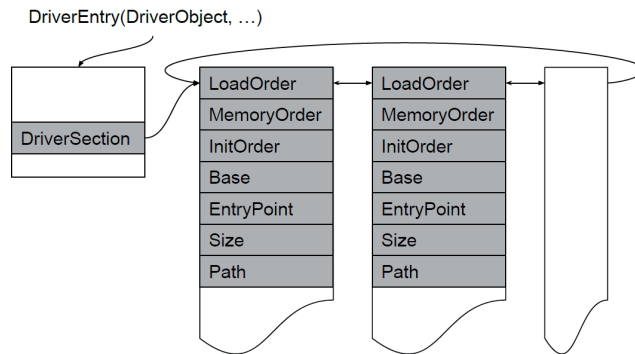 DriverEntry(DriverObject, …)
DriverSection
LoadOrder
MemoryOrder
InitOrder
Base
EntryPoint
Size
Path
LoadOrder
MemoryOrder
InitOrder
Base
EntryPoint
Size
Path